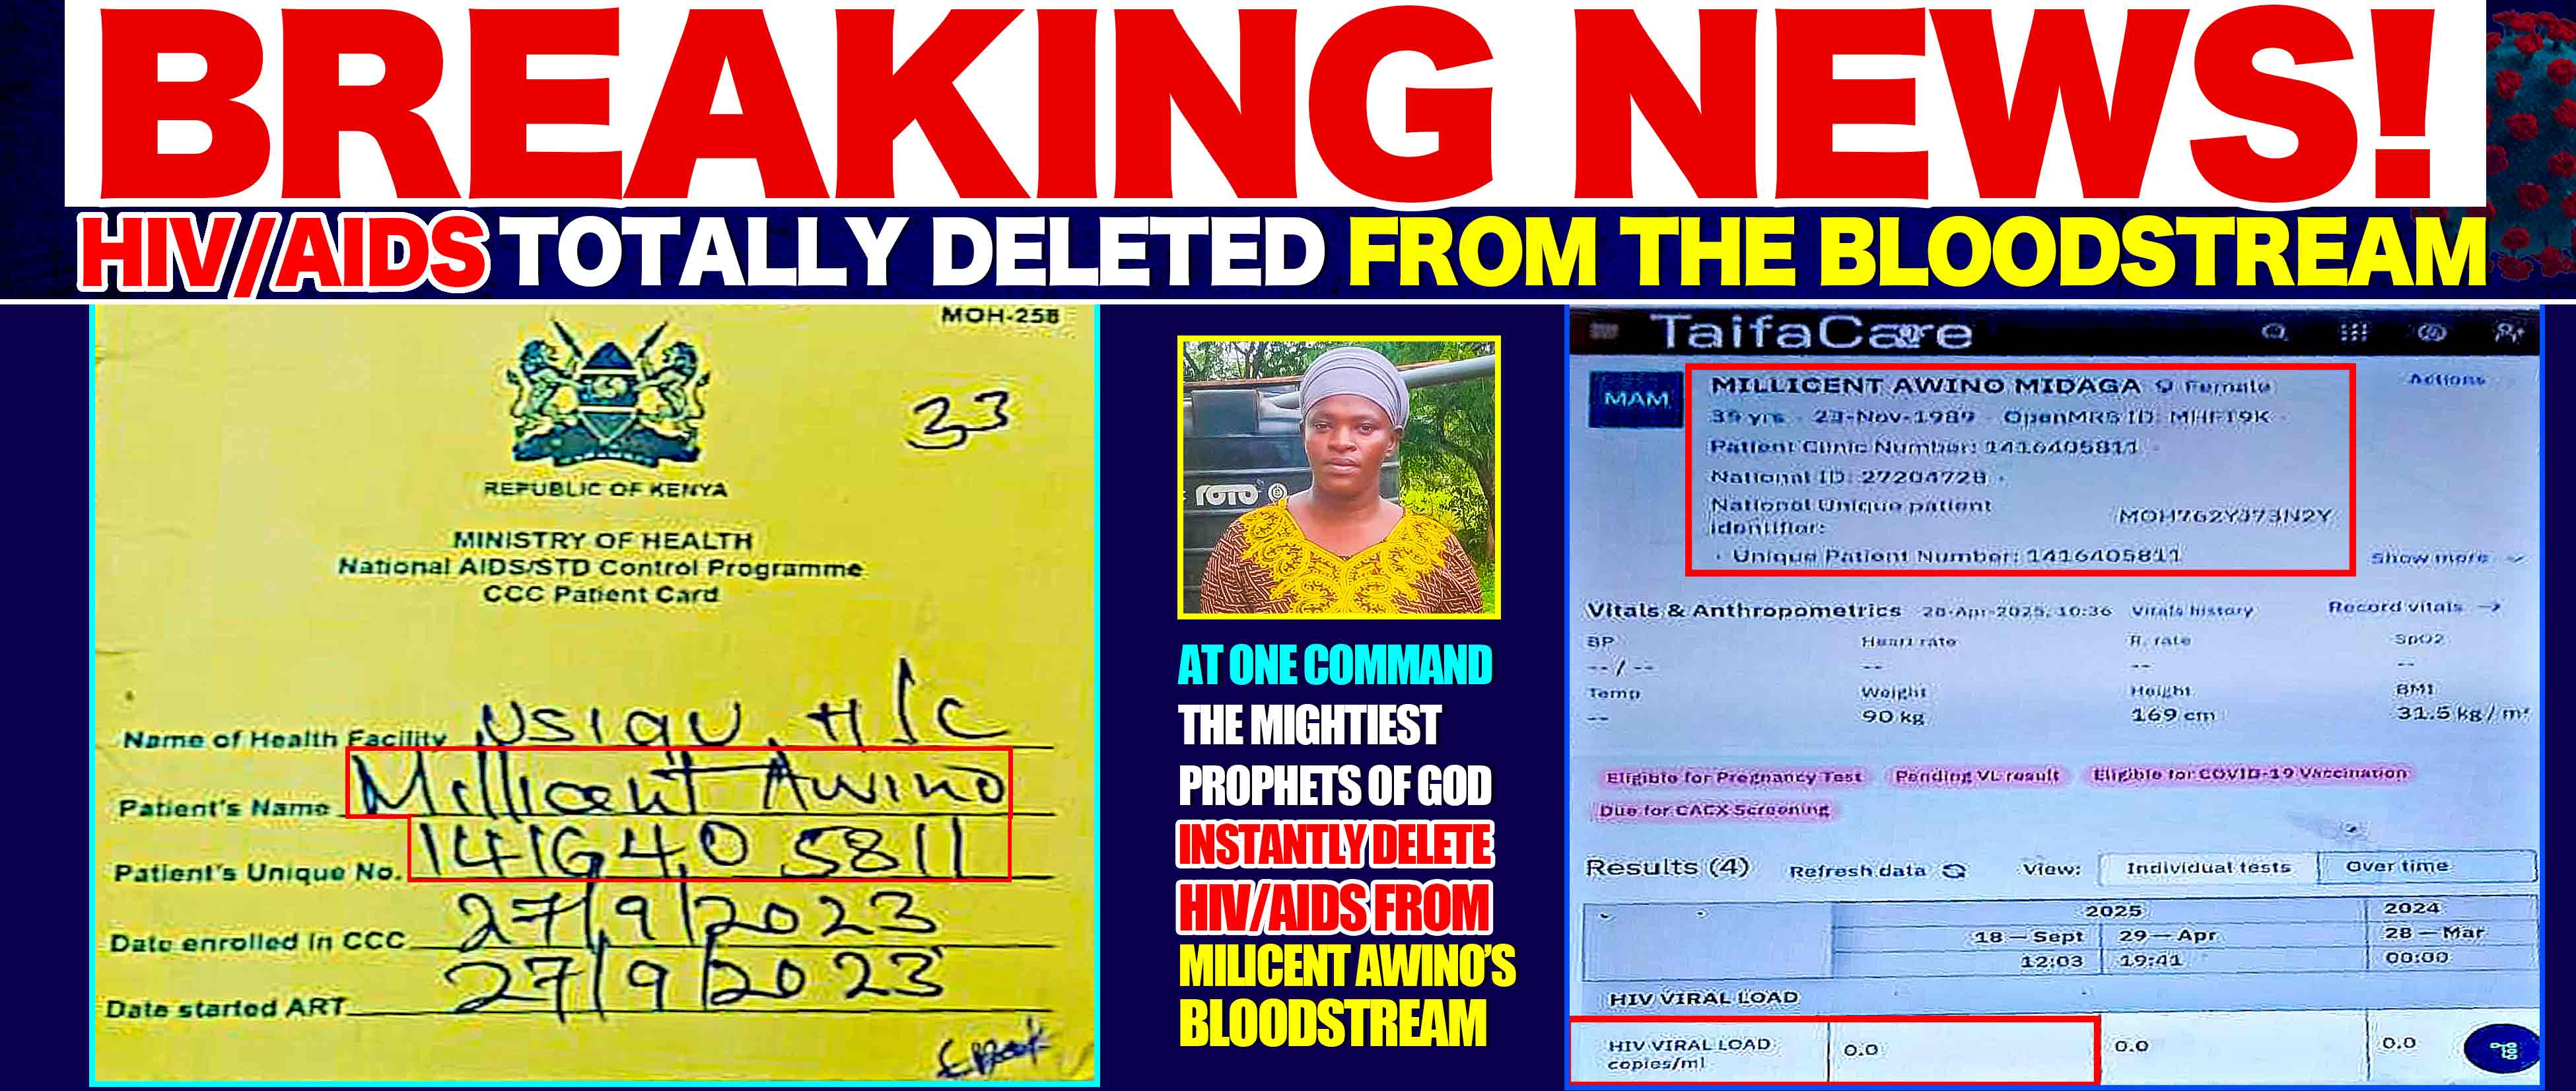 BREAKING NEWS!
HIV/AIDS TOTALLY DELETED FROM THE BLOODSTREAM
MOH-258
33
REPUBLIC OF KENYA
MINISTRY OF HEALTH
National AIDS/STD Control Programme
CCC Patient Card
Name of Health Facility Usigu H/C
Patient's Name Millicent Awino
Patient's Unique No. 1416405811
Date enrolled in CCC 27/9/2023
Date started ART 27/9/2023
ROTO
AT ONE COMMAND
THE MIGHTIEST
PROPHETS OF GOD
INSTANTLY DELETE
HIV/AIDS FROM
MILICENT AWINO'S
BLOODSTREAM
TaifaCare
MAM
MILLICENT AWINO MIDAGA Female
Actions
35 yrs · 23-Nov-1989 · OpenMRS ID: MHF19K
Patient Clinic Number: 1416405811
National ID: 27204728
National Unique patient identifier: MOH762YJ73N2Y
· Unique Patient Number: 1416405811
Show more
Vitals & Anthropometrics 28-Apr-2025, 10:36 Vitals history Record vitals →
BP Heart rate R. rate SpO2
-- / -- -- -- --
Temp Weight Height BMI
-- 90 kg 169 cm 31.5 kg / m²
Eligible for Pregnancy Test Pending VL result Eligible for COVID-19 Vaccination
Due for CACX Screening
Results (4) Refresh data View: Individual tests Over time
2025 2024
18 — Sept 29 — Apr 28 — Mar
12:03 19:41 00:00
HIV VIRAL LOAD
HIV VIRAL LOAD 0.0 0.0 0.0
copies/ml